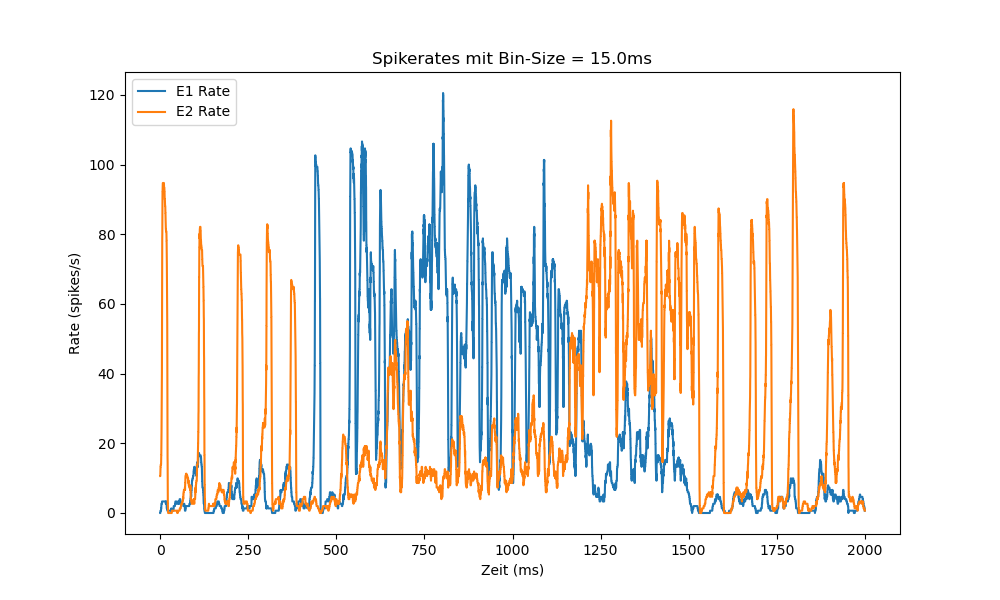 Spikerates mit Bin-Size = 15.0ms
E1 Rate
E2 Rate
Rate (spikes/s)
120
100
80
60
40
20
0
0 250 500 750 1000 1250 1500 1750 2000
Zeit (ms)